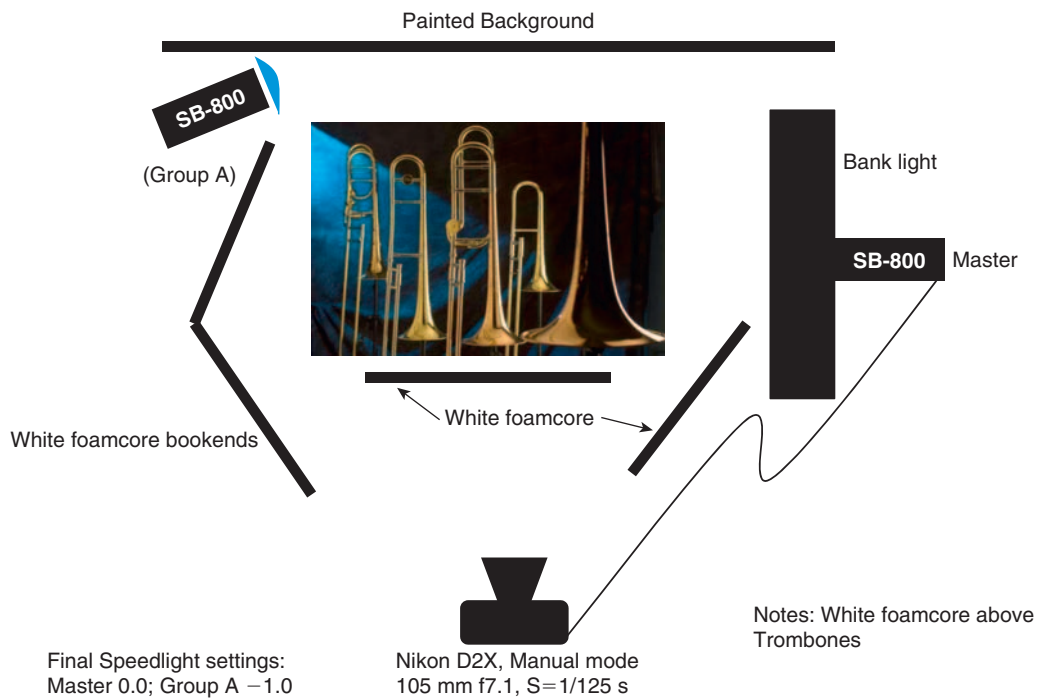 Painted Background
SB-800
(Group A)
Bank light
SB-800 Master
White foamcore
White foamcore bookends
Notes: White foamcore above
Trombones
Final Speedlight settings:
Master 0.0; Group A −1.0
Nikon D2X, Manual mode
105 mm f7.1, S=1/125 s